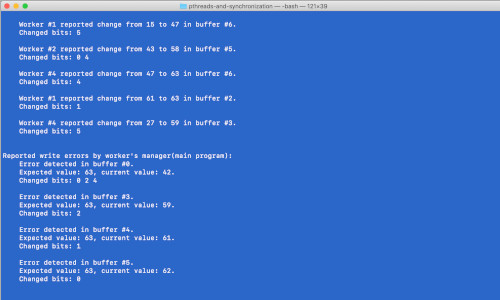 pthreads-and-synchronization — -bash — 121×39
Worker #1 reported change from 15 to 47 in buffer #6.
Changed bits: 5
Worker #2 reported change from 43 to 58 in buffer #5.
Changed bits: 0 4
Worker #4 reported change from 47 to 63 in buffer #6.
Changed bits: 4
Worker #1 reported change from 61 to 63 in buffer #2.
Changed bits: 1
Worker #4 reported change from 27 to 59 in buffer #3.
Changed bits: 5
Reported write errors by worker's manager(main program):
Error detected in buffer #0.
Expected value: 63, current value: 42.
Changed bits: 0 2 4
Error detected in buffer #3.
Expected value: 63, current value: 59.
Changed bits: 2
Error detected in buffer #4.
Expected value: 63, current value: 61.
Changed bits: 1
Error detected in buffer #5.
Expected value: 63, current value: 62.
Changed bits: 0